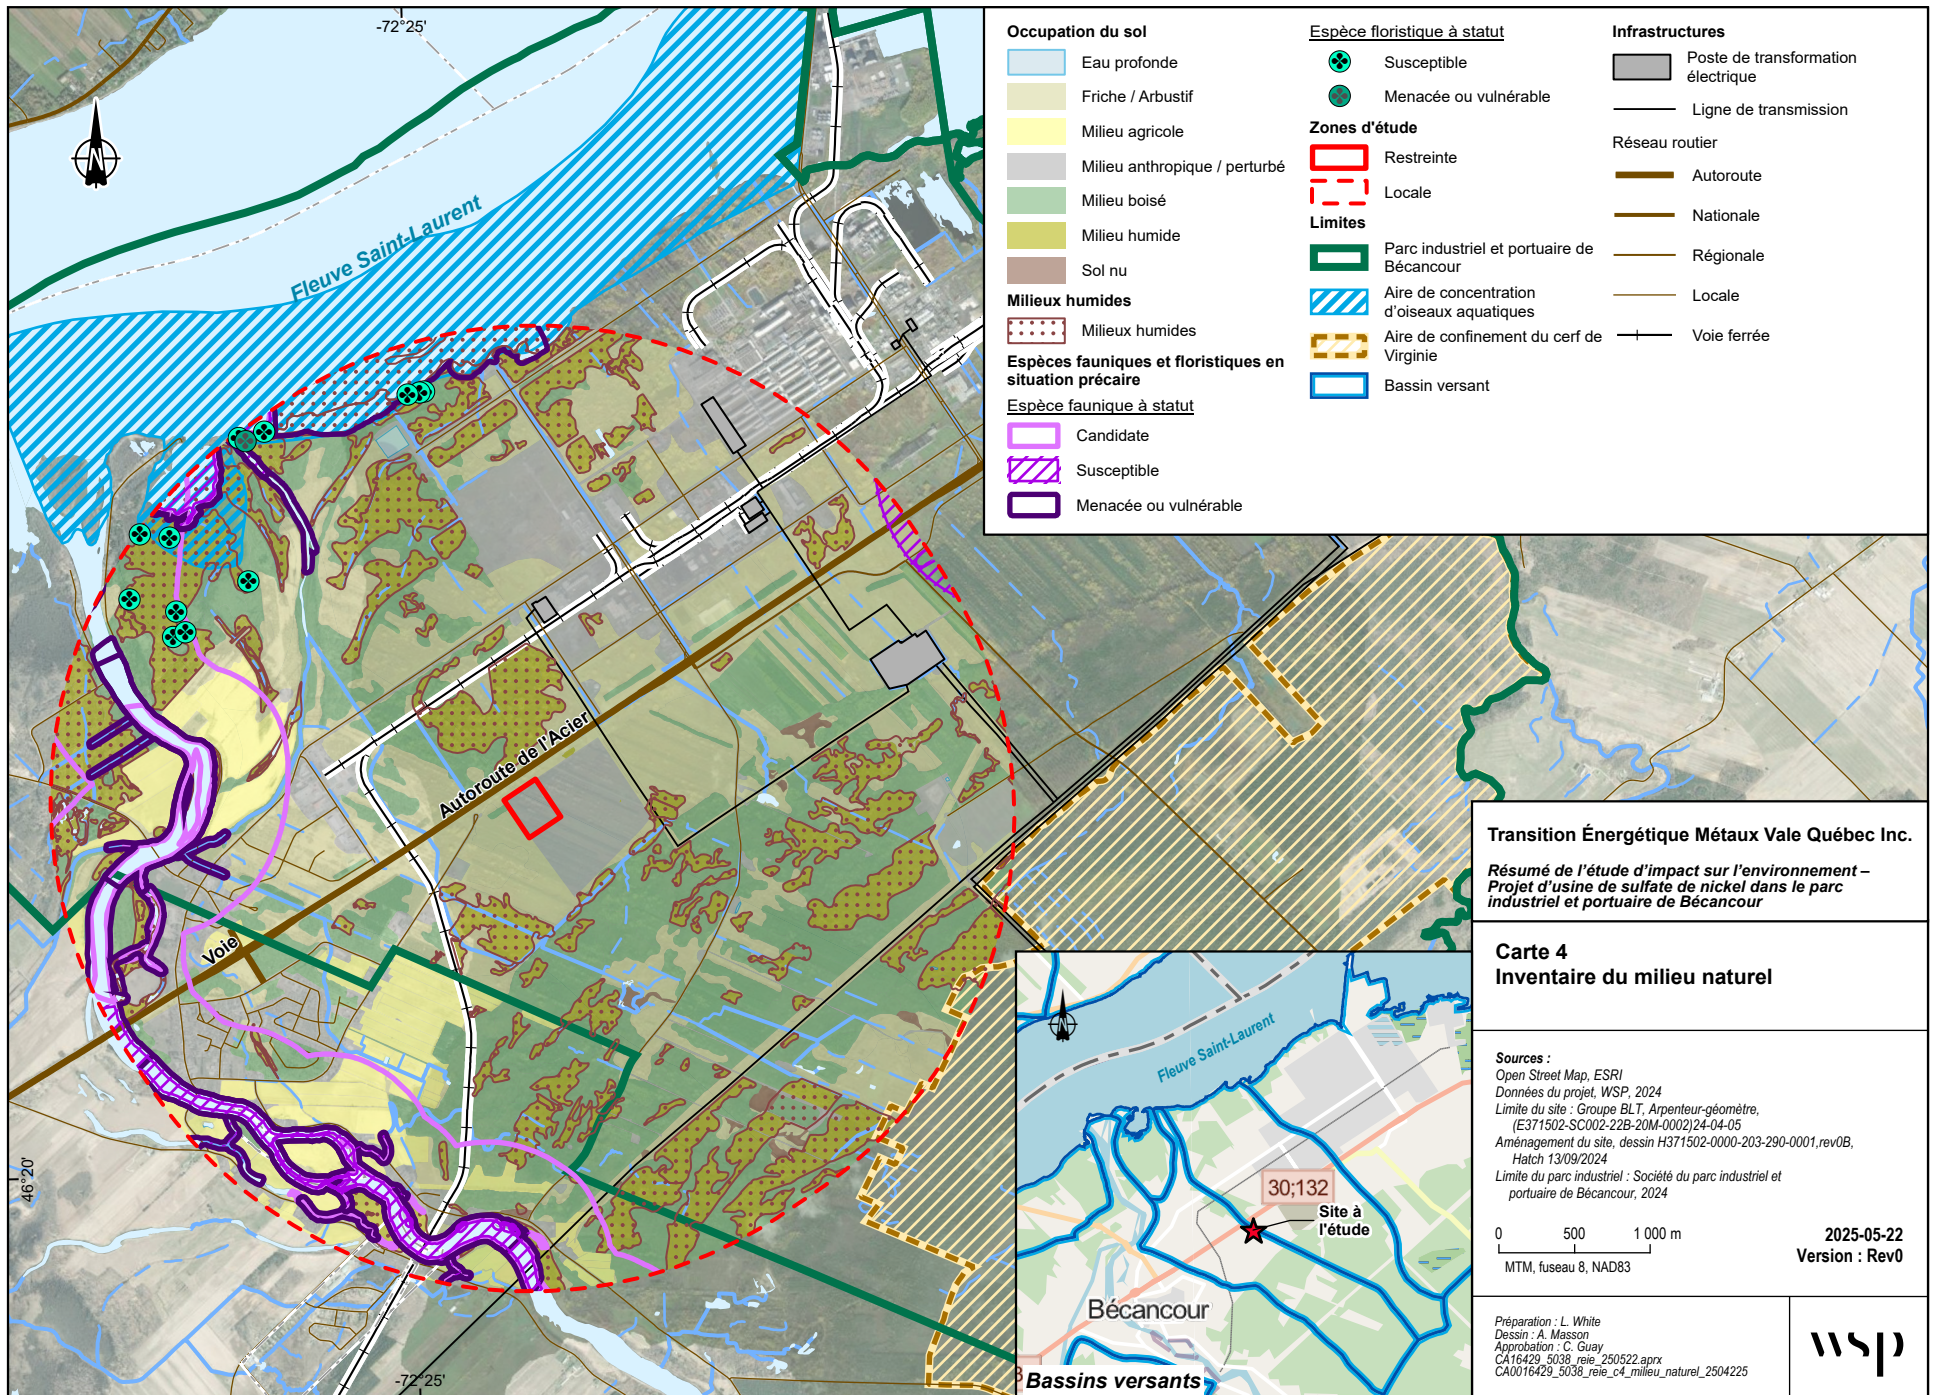 -72°25'
Fleuve Saint-Laurent
Autoroute de l'Acier
Voie
46°20'
-72°25'
Occupation du sol
Eau profonde
Friche / Arbustif
Milieu agricole
Milieu anthropique / perturbé
Milieu boisé
Milieu humide
Sol nu
Milieux humides
Milieux humides
Espèces fauniques et floristiques en
situation précaire
Espèce faunique à statut
Candidate
Susceptible
Menacée ou vulnérable
Espèce floristique à statut
Susceptible
Menacée ou vulnérable
Zones d'étude
Restreinte
Locale
Limites
Parc industriel et portuaire de
Bécancour
Aire de concentration
d'oiseaux aquatiques
Aire de confinement du cerf de
Virginie
Bassin versant
Infrastructures
Poste de transformation
électrique
Ligne de transmission
Réseau routier
Autoroute
Nationale
Régionale
Locale
Voie ferrée
N
Fleuve Saint-Laurent
30;132
Site à
l'étude
Bécancour
Bassins versants
Transition Énergétique Métaux Vale Québec Inc.
Résumé de l'étude d'impact sur l'environnement –
Projet d'usine de sulfate de nickel dans le parc
industriel et portuaire de Bécancour
Carte 4
Inventaire du milieu naturel
Sources :
Open Street Map, ESRI
Données du projet, WSP, 2024
Limite du site : Groupe BLT, Arpenteur-géomètre,
(E371502-SC002-22B-20M-0002)24-04-05
Aménagement du site, dessin H371502-0000-203-290-0001,rev0B,
Hatch 13/09/2024
Limite du parc industriel : Société du parc industriel et
portuaire de Bécancour, 2024
0 500 1 000 m
MTM, fuseau 8, NAD83
2025-05-22
Version : Rev0
Préparation : L. White
Dessin : A. Masson
Approbation : C. Guay
CA16429_5038_reie_250522.aprx
CA0016429_5038_reie_c4_milieu_naturel_2504225
wsp